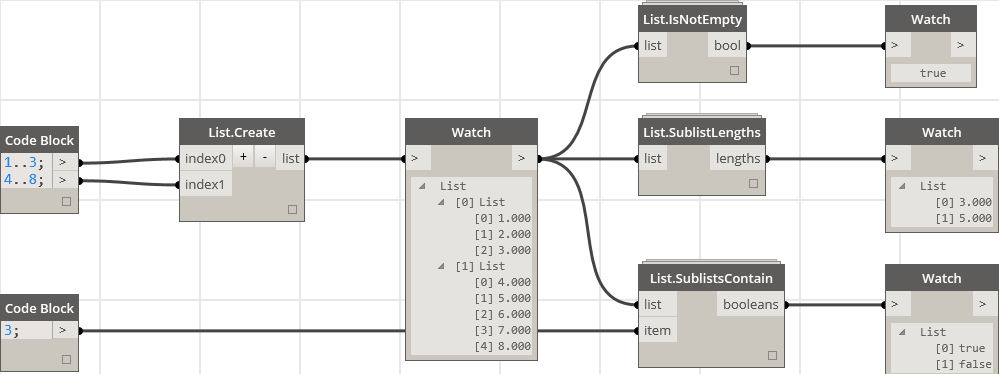 Code Block
1..3; >
4..8; >
List.Create
index0 + - list
index1
Watch
> >
List
[0] List
[0] 1.000
[1] 2.000
[2] 3.000
[1] List
[0] 4.000
[1] 5.000
[2] 6.000
[3] 7.000
[4] 8.000
Code Block
3; >
List.IsNotEmpty
list bool
List.SublistLengths
list lengths
List.SublistsContain
list booleans
item
Watch
> >
true
Watch
> >
List
[0] 3.000
[1] 5.000
Watch
> >
List
[0] true
[1] false